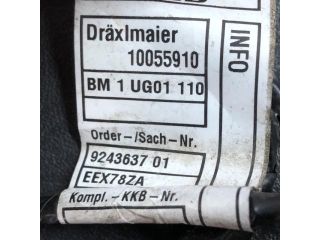 Dräxlmaier
10055910
BM 1 UG01 110
INFO
Order-/Sach-Nr.
9243637 01
EEX78ZA
Kompl.-KKB-Nr.